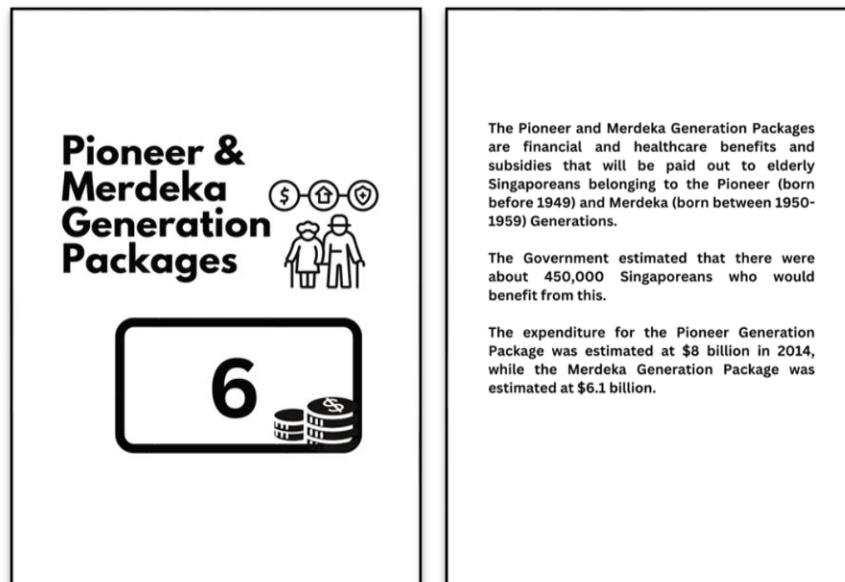 Pioneer &
Merdeka
Generation
Packages
$
6
$
The Pioneer and Merdeka Generation Packages
are financial and healthcare benefits and
subsidies that will be paid out to elderly
Singaporeans belonging to the Pioneer (born
before 1949) and Merdeka (born between 1950-
1959) Generations.
The Government estimated that there were
about 450,000 Singaporeans who would
benefit from this.
The expenditure for the Pioneer Generation
Package was estimated at $8 billion in 2014,
while the Merdeka Generation Package was
estimated at $6.1 billion.